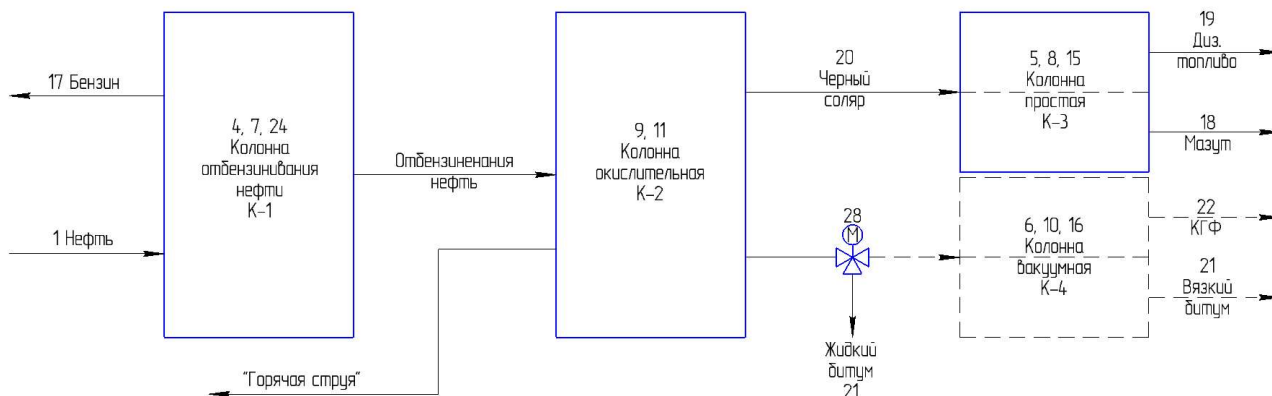 17 Бензин
1 Нефть
4, 7, 24
Колонна
отбензинивания
нефти
К-1
Отбензиненания
нефть
"Горячая струя"
9, 11
Колонна
окислительная
К-2
20
Черный
соляр
28
М
Жидкий
битум
21
5, 8, 15
Колонна
простая
К-3
6, 10, 16
Колонна
вакуумная
К-4
19
Диз.
топливо
18
Мазут
22
КГФ
21
Вязкий
битум